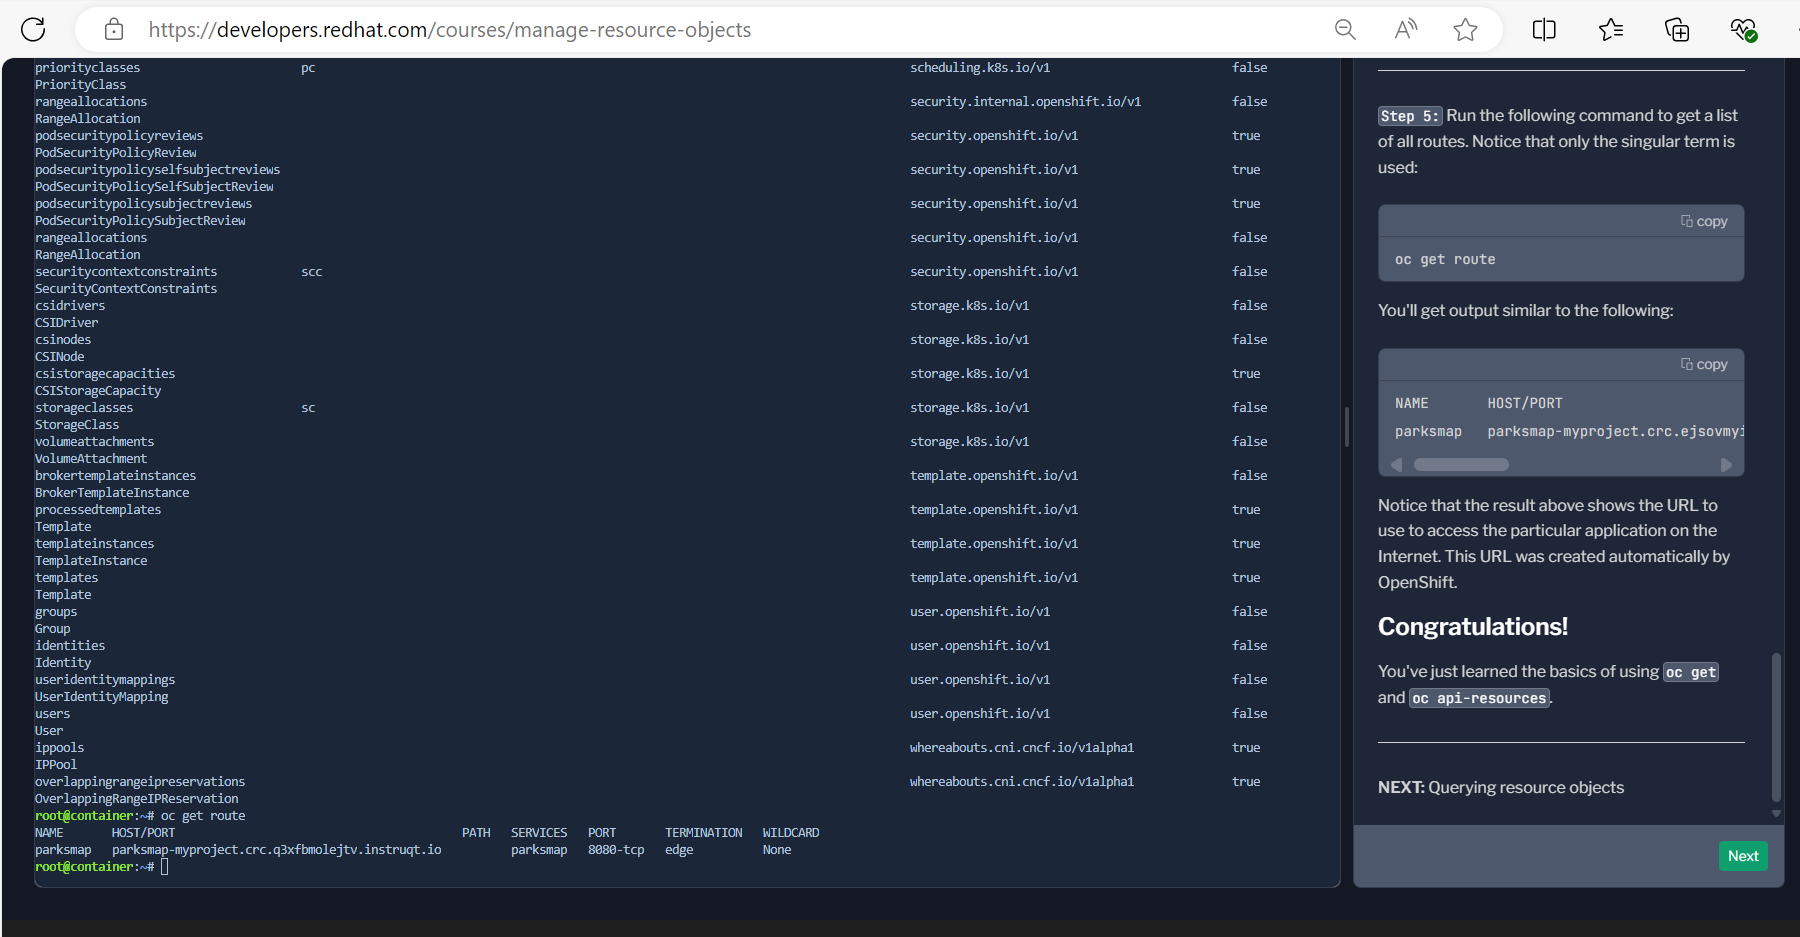 https://developers.redhat.com/courses/manage-resource-objects
priorityclasses pc scheduling.k8s.io/v1 false
PriorityClass
rangeallocations security.internal.openshift.io/v1 false
RangeAllocation
podsecuritypolicyreviews security.openshift.io/v1 true
PodSecurityPolicyReview
podsecuritypolicyselfsubjectreviews security.openshift.io/v1 true
PodSecurityPolicySelfSubjectReview
podsecuritypolicysubjectreviews security.openshift.io/v1 true
PodSecurityPolicySubjectReview
rangeallocations security.openshift.io/v1 false
RangeAllocation
securitycontextconstraints scc security.openshift.io/v1 false
SecurityContextConstraints
csidrivers storage.k8s.io/v1 false
CSIDriver
csinodes storage.k8s.io/v1 false
CSINode
csistoragecapacities storage.k8s.io/v1 true
CSIStorageCapacity
storageclasses sc storage.k8s.io/v1 false
StorageClass
volumeattachments storage.k8s.io/v1 false
VolumeAttachment
brokertemplateinstances template.openshift.io/v1 false
BrokerTemplateInstance
processedtemplates template.openshift.io/v1 true
Template
templateinstances template.openshift.io/v1 true
TemplateInstance
templates template.openshift.io/v1 true
Template
groups user.openshift.io/v1 false
Group
identities user.openshift.io/v1 false
Identity
useridentitymappings user.openshift.io/v1 false
UserIdentityMapping
users user.openshift.io/v1 false
User
ippools whereabouts.cni.cncf.io/v1alpha1 true
IPPool
overlappingrangeipreservations whereabouts.cni.cncf.io/v1alpha1 true
OverlappingRangeIPReservation
root@container:~# oc get route
NAME HOST/PORT PATH SERVICES PORT TERMINATION WILDCARD
parksmap parksmap-myproject.crc.q3xfbmolejtv.instruqt.io parksmap 8080-tcp edge None
root@container:~#
Step 5: Run the following command to get a list
of all routes. Notice that only the singular term is
used:
copy
oc get route
You'll get output similar to the following:
copy
NAME HOST/PORT
parksmap parksmap-myproject.crc.ejsovmyi
Notice that the result above shows the URL to
use to access the particular application on the
Internet. This URL was created automatically by
OpenShift.
Congratulations!
You've just learned the basics of using oc get
and oc api-resources.
NEXT: Querying resource objects
Next